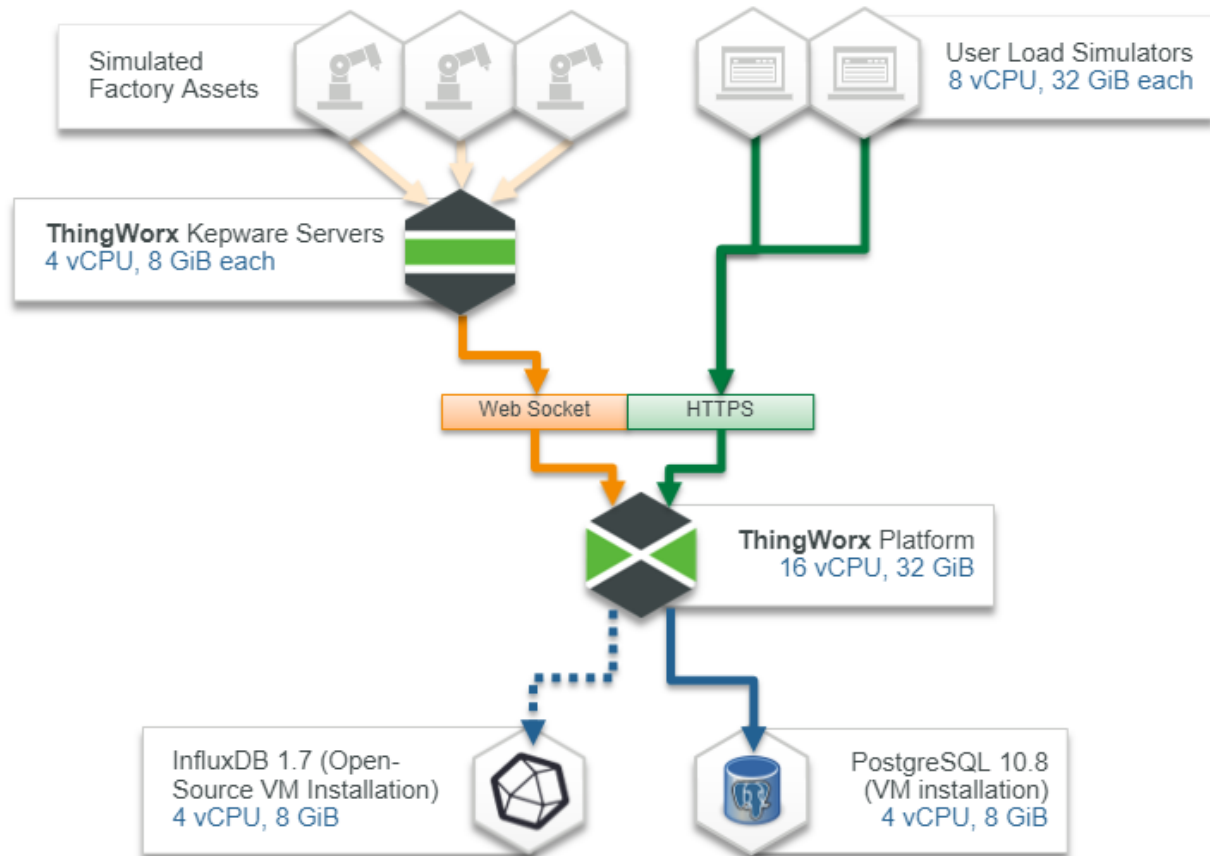 Simulated
Factory Assets
User Load Simulators
8 vCPU, 32 GiB each
ThingWorx Kepware Servers
4 vCPU, 8 GiB each
Web Socket
HTTPS
ThingWorx Platform
16 vCPU, 32 GiB
InfluxDB 1.7 (Open-
Source VM Installation)
4 vCPU, 8 GiB
PostgreSQL 10.8
(VM installation)
4 vCPU, 8 GiB